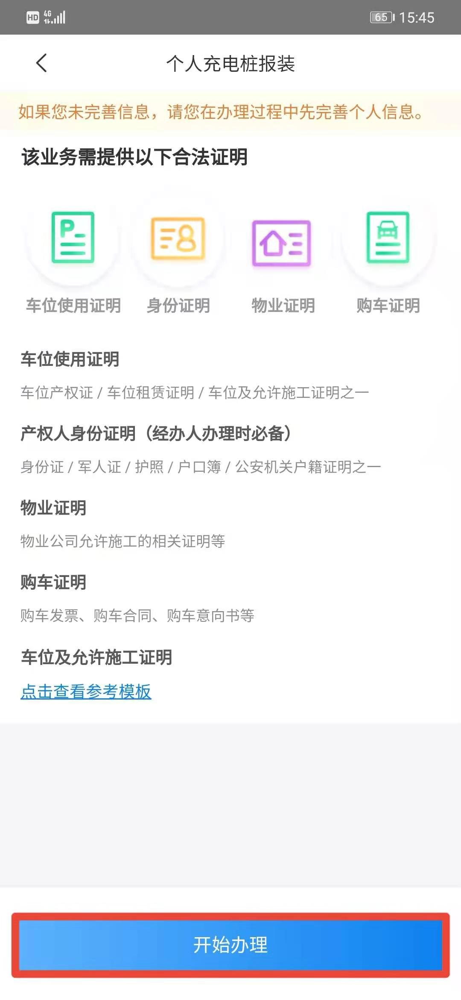 HD 4G 65 15:45
个人充电桩报装
如果您未完善信息，请您在办理过程中先完善个人信息。
该业务需提供以下合法证明
P
车位使用证明 身份证明 物业证明 购车证明
车位使用证明
车位产权证 / 车位租赁证明 / 车位及允许施工证明之一
产权人身份证明（经办人办理时必备）
身份证 / 军人证 / 护照 / 户口簿 / 公安机关户籍证明之一
物业证明
物业公司允许施工的相关证明等
购车证明
购车发票、购车合同、购车意向书等
车位及允许施工证明
点击查看参考模板
开始办理